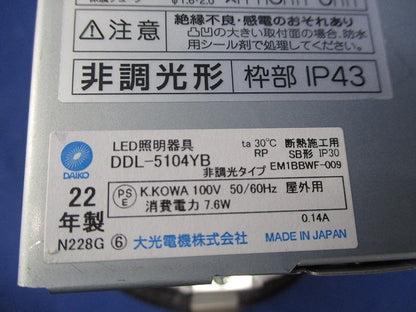 ⚠注意
絶縁不良・感電のおそれあり
凸凹の大きい取付面の場合、防水
用シール剤で処理してください。
非調光形 枠部 IP43
LED照明器具
DDL-5104YB
ta 30℃ 断熱施工用
RP SB形 IP30
非調光タイプ EM1BBWF-009
DAIKO
22
年製
PS
E
K.KOWA 100V 50/60Hz 屋外用
消費電力 7.6W
0.14A
N228G ⑥ 大光電機株式会社 MADE IN JAPAN